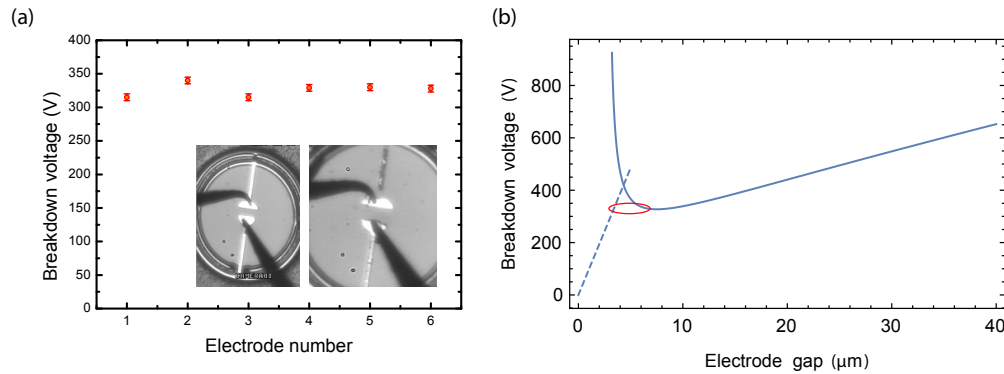 (a)
Breakdown voltage (V)
400
350
300
250
200
150
100
50
0
1 2 3 4 5 6
Electrode number
(b)
Breakdown voltage (V)
800
600
400
200
0
0 10 20 30 40
Electrode gap (μm)